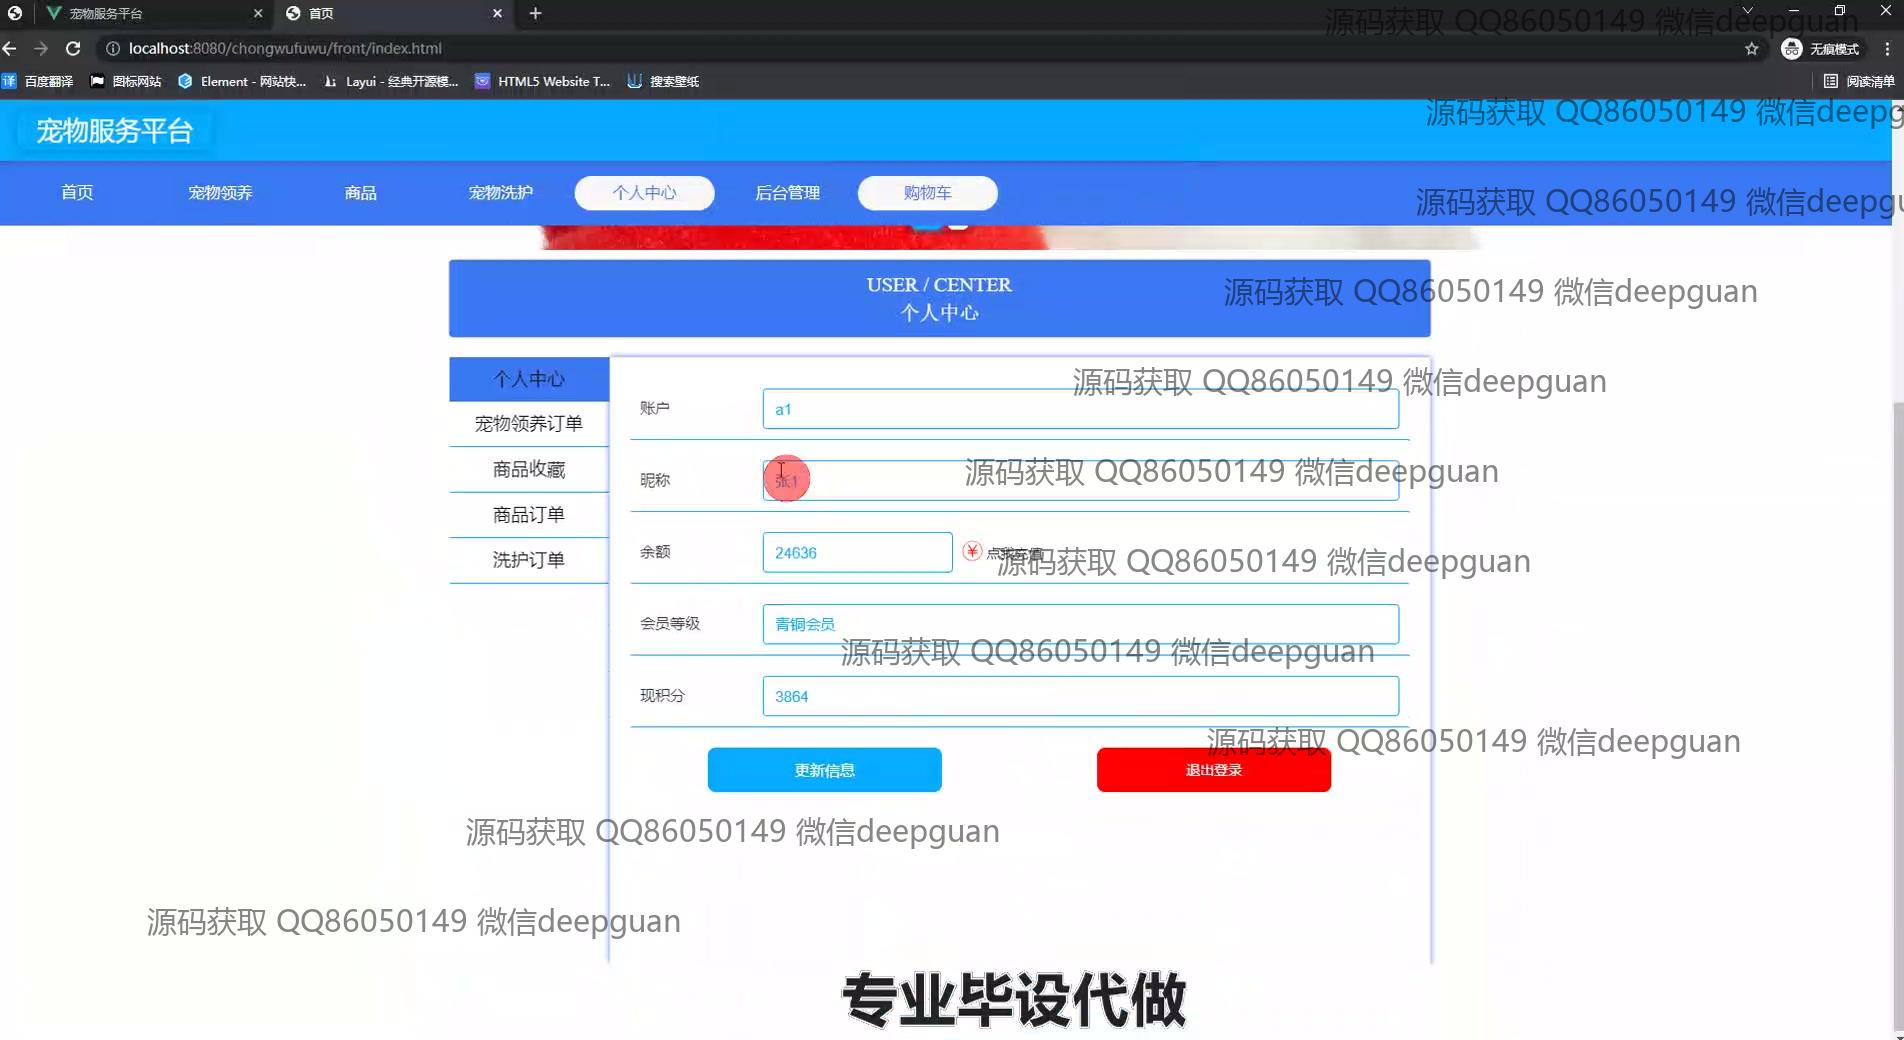 宠物服务平台
首页
localhost:8080/chongwufuwu/front/index.html
无痕模式
百度翻译
图标网站
Element - 网站快...
Layui - 经典开源模...
HTML5 Website T...
搜索壁纸
阅读清单
源码获取 QQ86050149 微信deepguan
宠物服务平台
源码获取 QQ86050149 微信deepg
首页
宠物领养
商品
宠物洗护
个人中心
后台管理
购物车
源码获取 QQ86050149 微信deepgu
USER / CENTER
个人中心
源码获取 QQ86050149 微信deepguan
个人中心
宠物领养订单
商品收藏
商品订单
洗护订单
账户
a1
源码获取 QQ86050149 微信deepguan
昵称
张1
源码获取 QQ86050149 微信deepguan
余额
24636
点我充值
源码获取 QQ86050149 微信deepguan
会员等级
青铜会员
源码获取 QQ86050149 微信deepguan
现积分
3864
源码获取 QQ86050149 微信deepguan
更新信息
退出登录
源码获取 QQ86050149 微信deepguan
源码获取 QQ86050149 微信deepguan
专业毕设代做